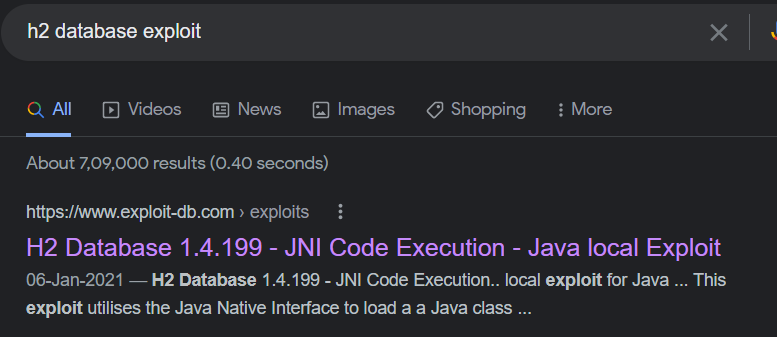 h2 database exploit
All Videos News Images Shopping More
About 7,09,000 results (0.40 seconds)
https://www.exploit-db.com › exploits
H2 Database 1.4.199 - JNI Code Execution - Java local Exploit
06-Jan-2021 — H2 Database 1.4.199 - JNI Code Execution.. local exploit for Java ... This
exploit utilises the Java Native Interface to load a a Java class ...